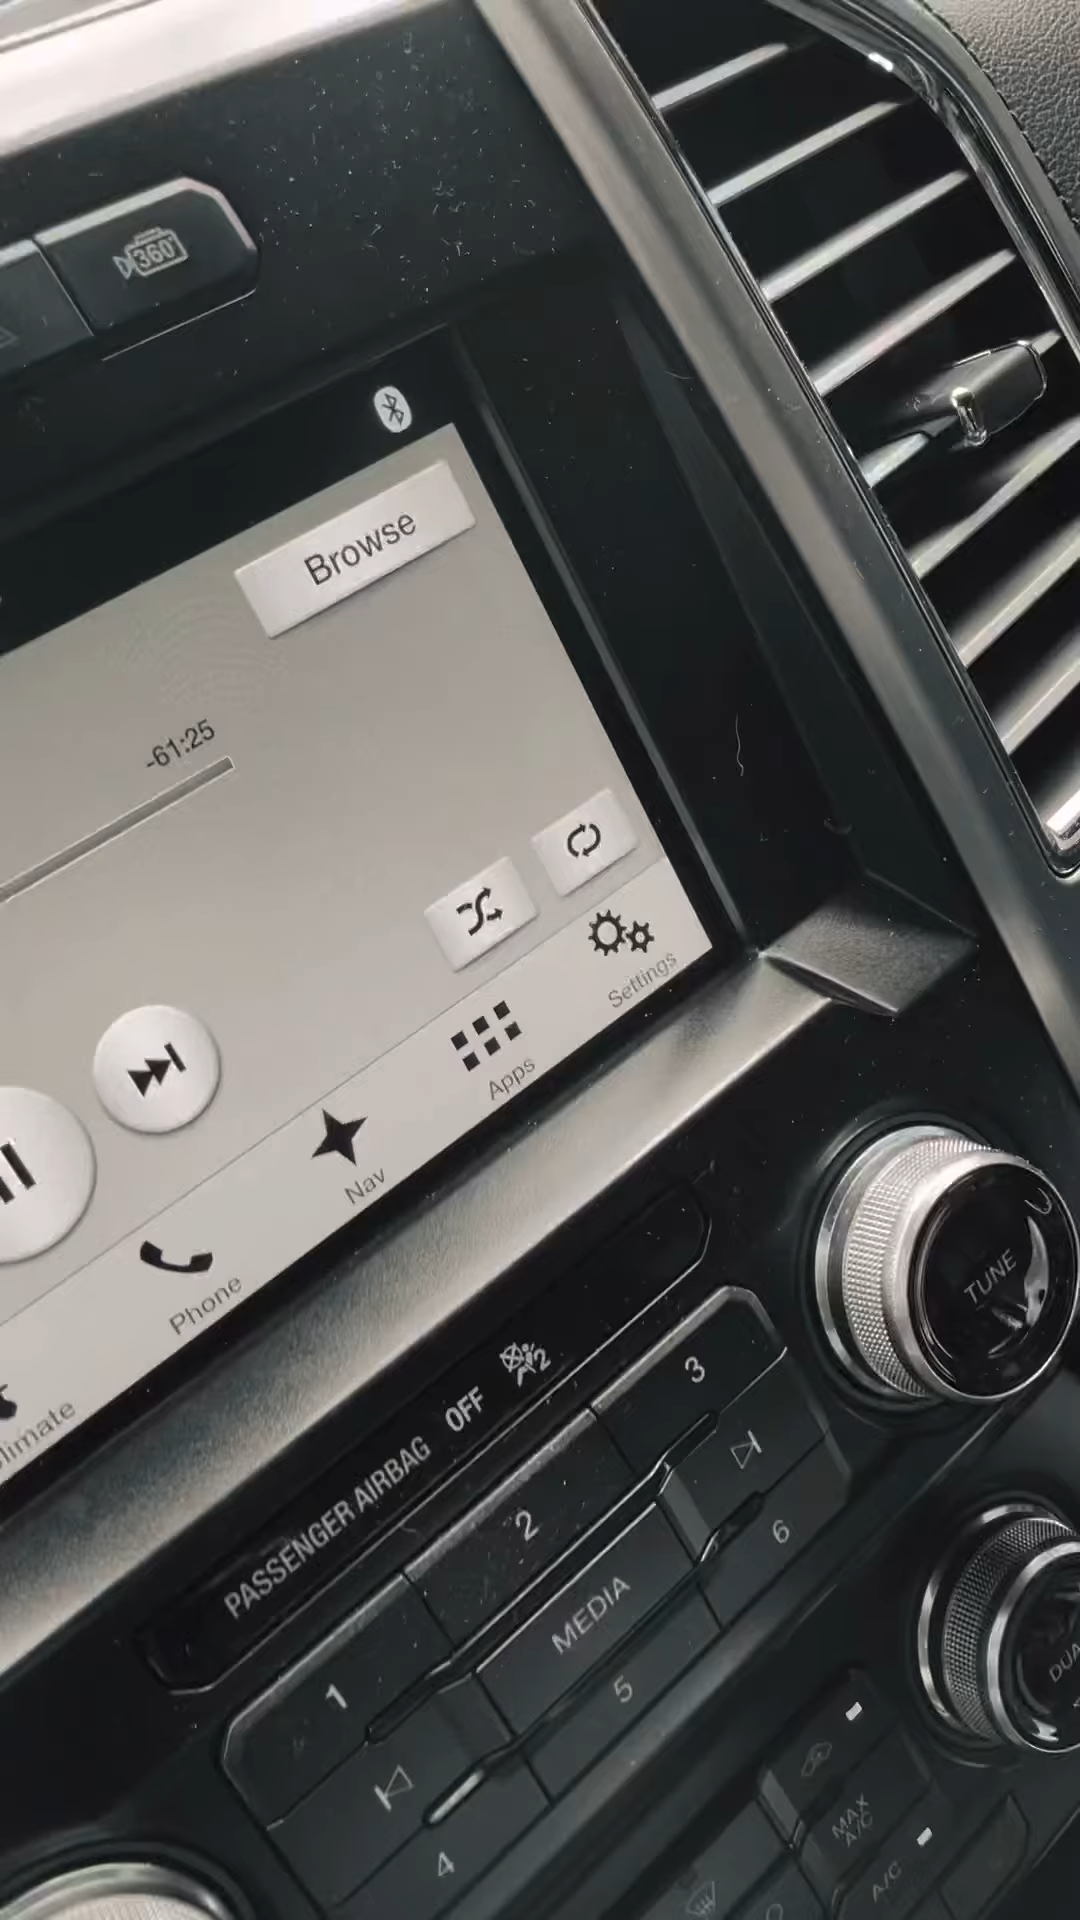 360°
Browse
-61:25
Settings
Apps
Nav
Phone
PASSENGER AIRBAG OFF
2
TUNE
1
2
3
MEDIA
4
5
6
MAX
A/C
A/C